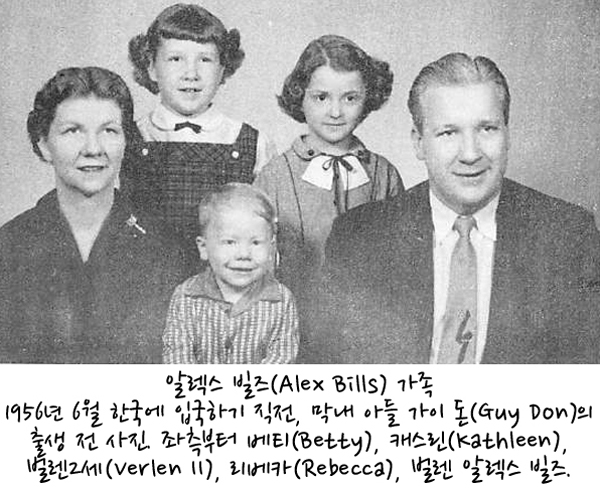 알렉스 빌즈(Alex Bills) 가족
1956년 6월 한국에 입국하기 직전, 막내 아들 가이 돈(Guy Don)의
출생 전 사진. 좌측부터 베티(Betty), 캐스린(Kathleen),
벌렌2세(Verlen II), 리베카(Rebecca), 벌렌 알렉스 빌즈.